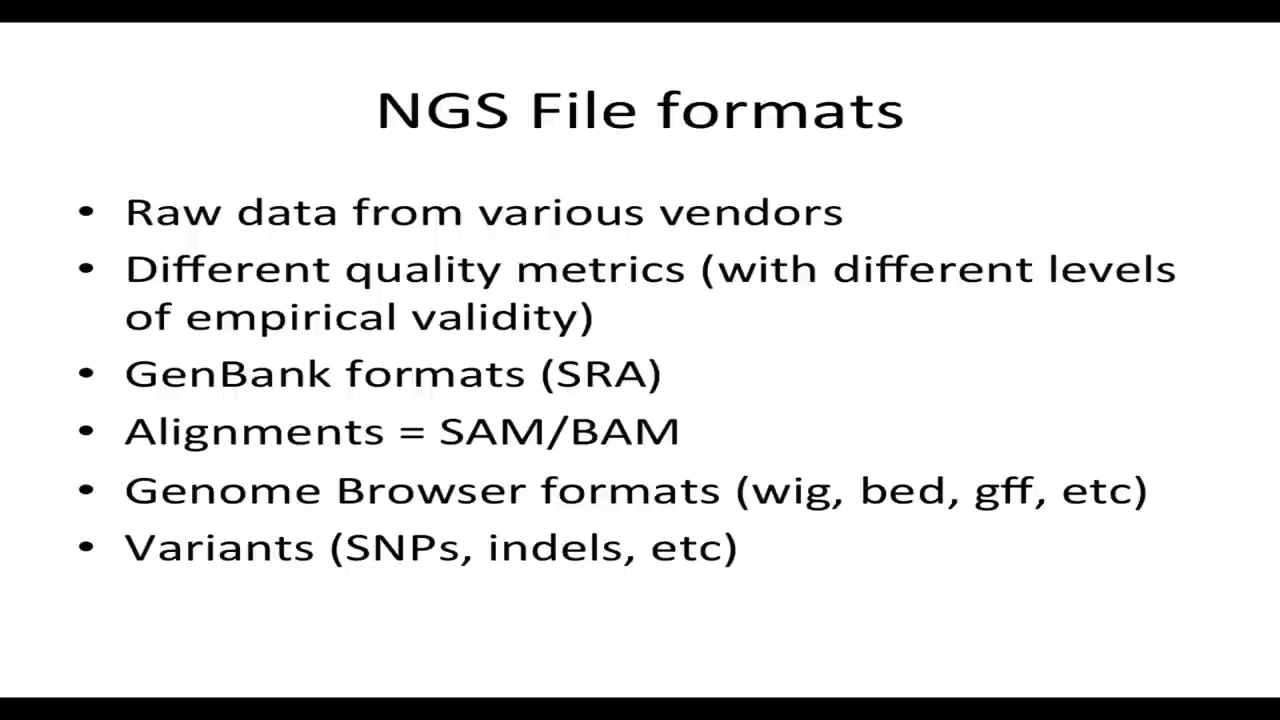 NGS File formats
• Raw data from various vendors
• Different quality metrics (with different levels
of empirical validity)
• GenBank formats (SRA)
• Alignments = SAM/BAM
• Genome Browser formats (wig, bed, gff, etc)
• Variants (SNPs, indels, etc)